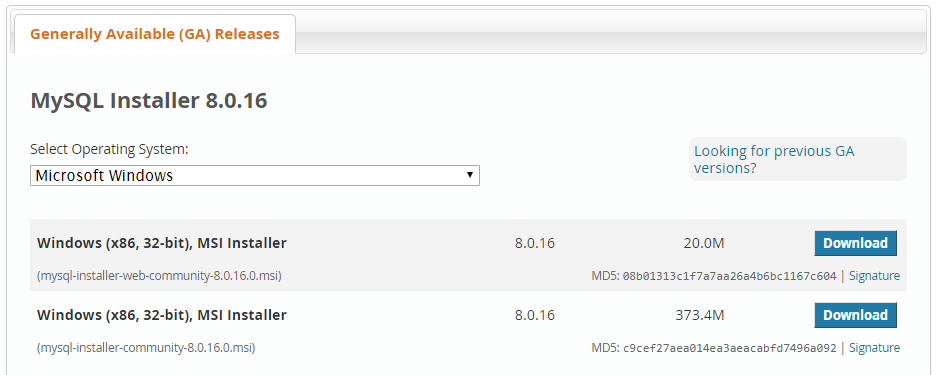 Generally Available (GA) Releases
MySQL Installer 8.0.16
Select Operating System:
Microsoft Windows
Looking for previous GA
versions?
Windows (x86, 32-bit), MSI Installer 8.0.16 20.0M Download
(mysql-installer-web-community-8.0.16.0.msi) MD5: 08b01313c1f7a7aa26a4b6bc1167c604 | Signature
Windows (x86, 32-bit), MSI Installer 8.0.16 373.4M Download
(mysql-installer-community-8.0.16.0.msi) MD5: c9cef27aea014ea3aeacabfd7496a092 | Signature